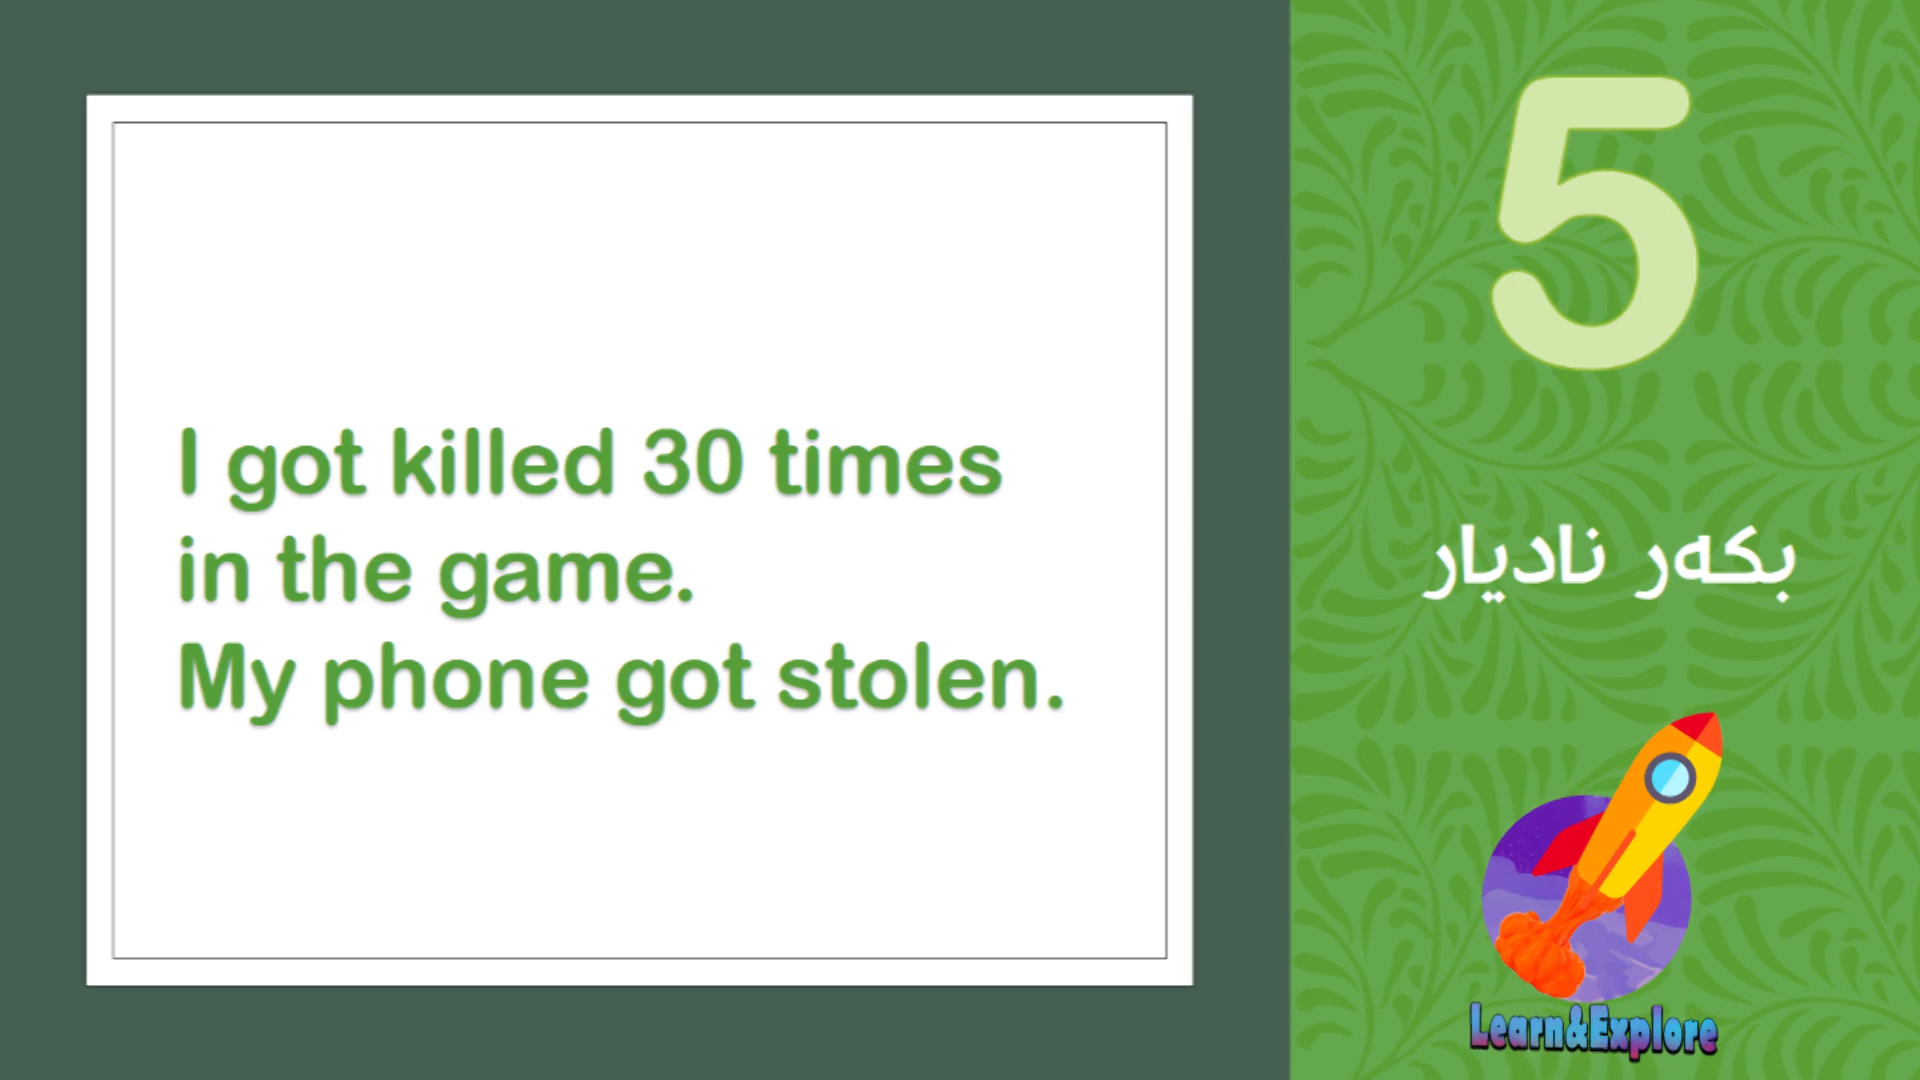 I got killed 30 times
in the game.
My phone got stolen.
5
بکەر نادیار
Learn&Explore